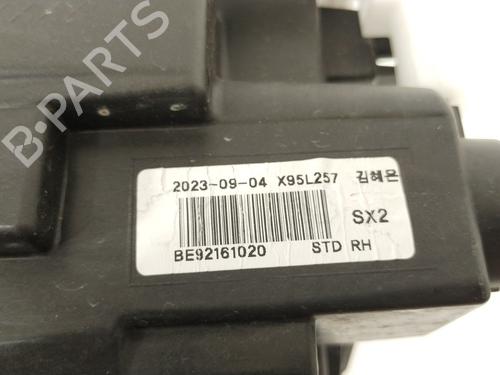 B-PARTS
2023-09-04 X95L257 김혜은
SX2
BE92161020 STD RH